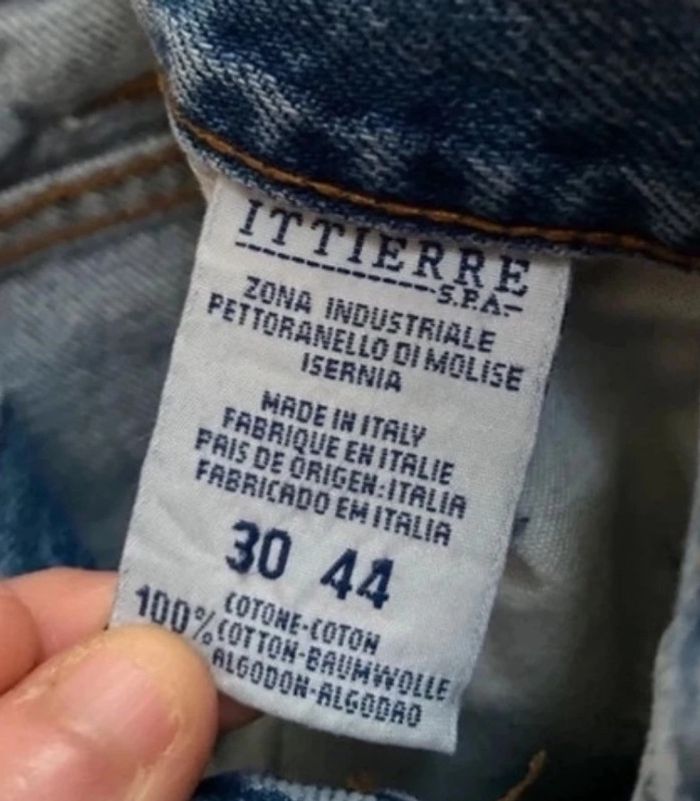 ITTIERRE
S.P.A.
ZONA INDUSTRIALE
PETTORANELLO DI MOLISE
ISERNIA
MADE IN ITALY
FABRIQUE EN ITALIE
PAIS DE ORIGEN:ITALIA
FABRICADO EM ITALIA
30 44
100% COTONE-COTON
COTTON-BAUMWOLLE
ALGODON-ALGODAO